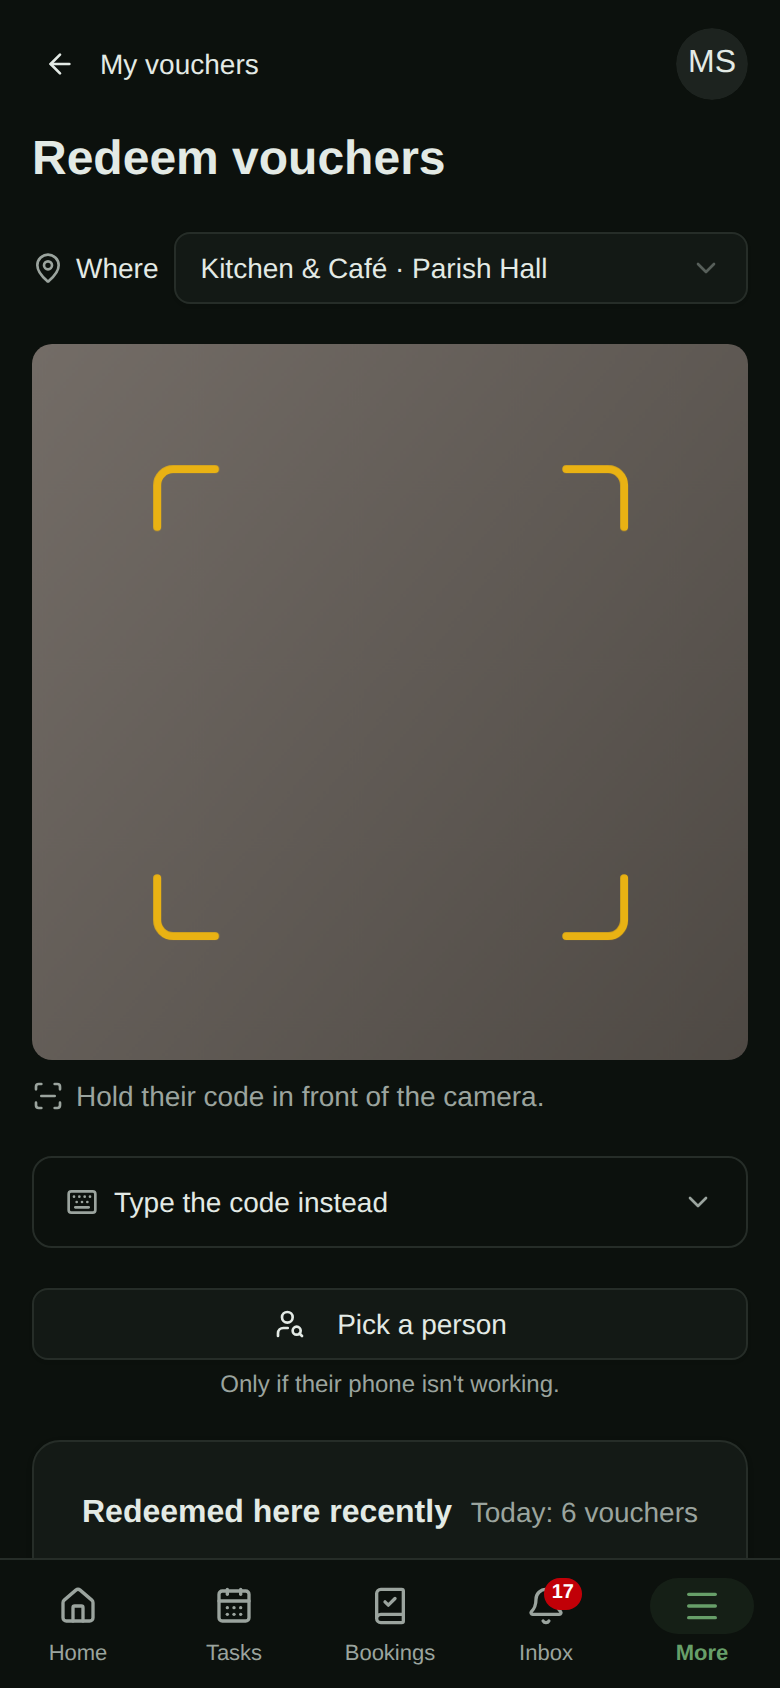 My vouchers
MS
Redeem vouchers
Where
Kitchen & Café · Parish Hall
Hold their code in front of the camera.
Type the code instead
Pick a person
Only if their phone isn't working.
Redeemed here recently Today: 6 vouchers
17
Home Tasks Bookings Inbox More